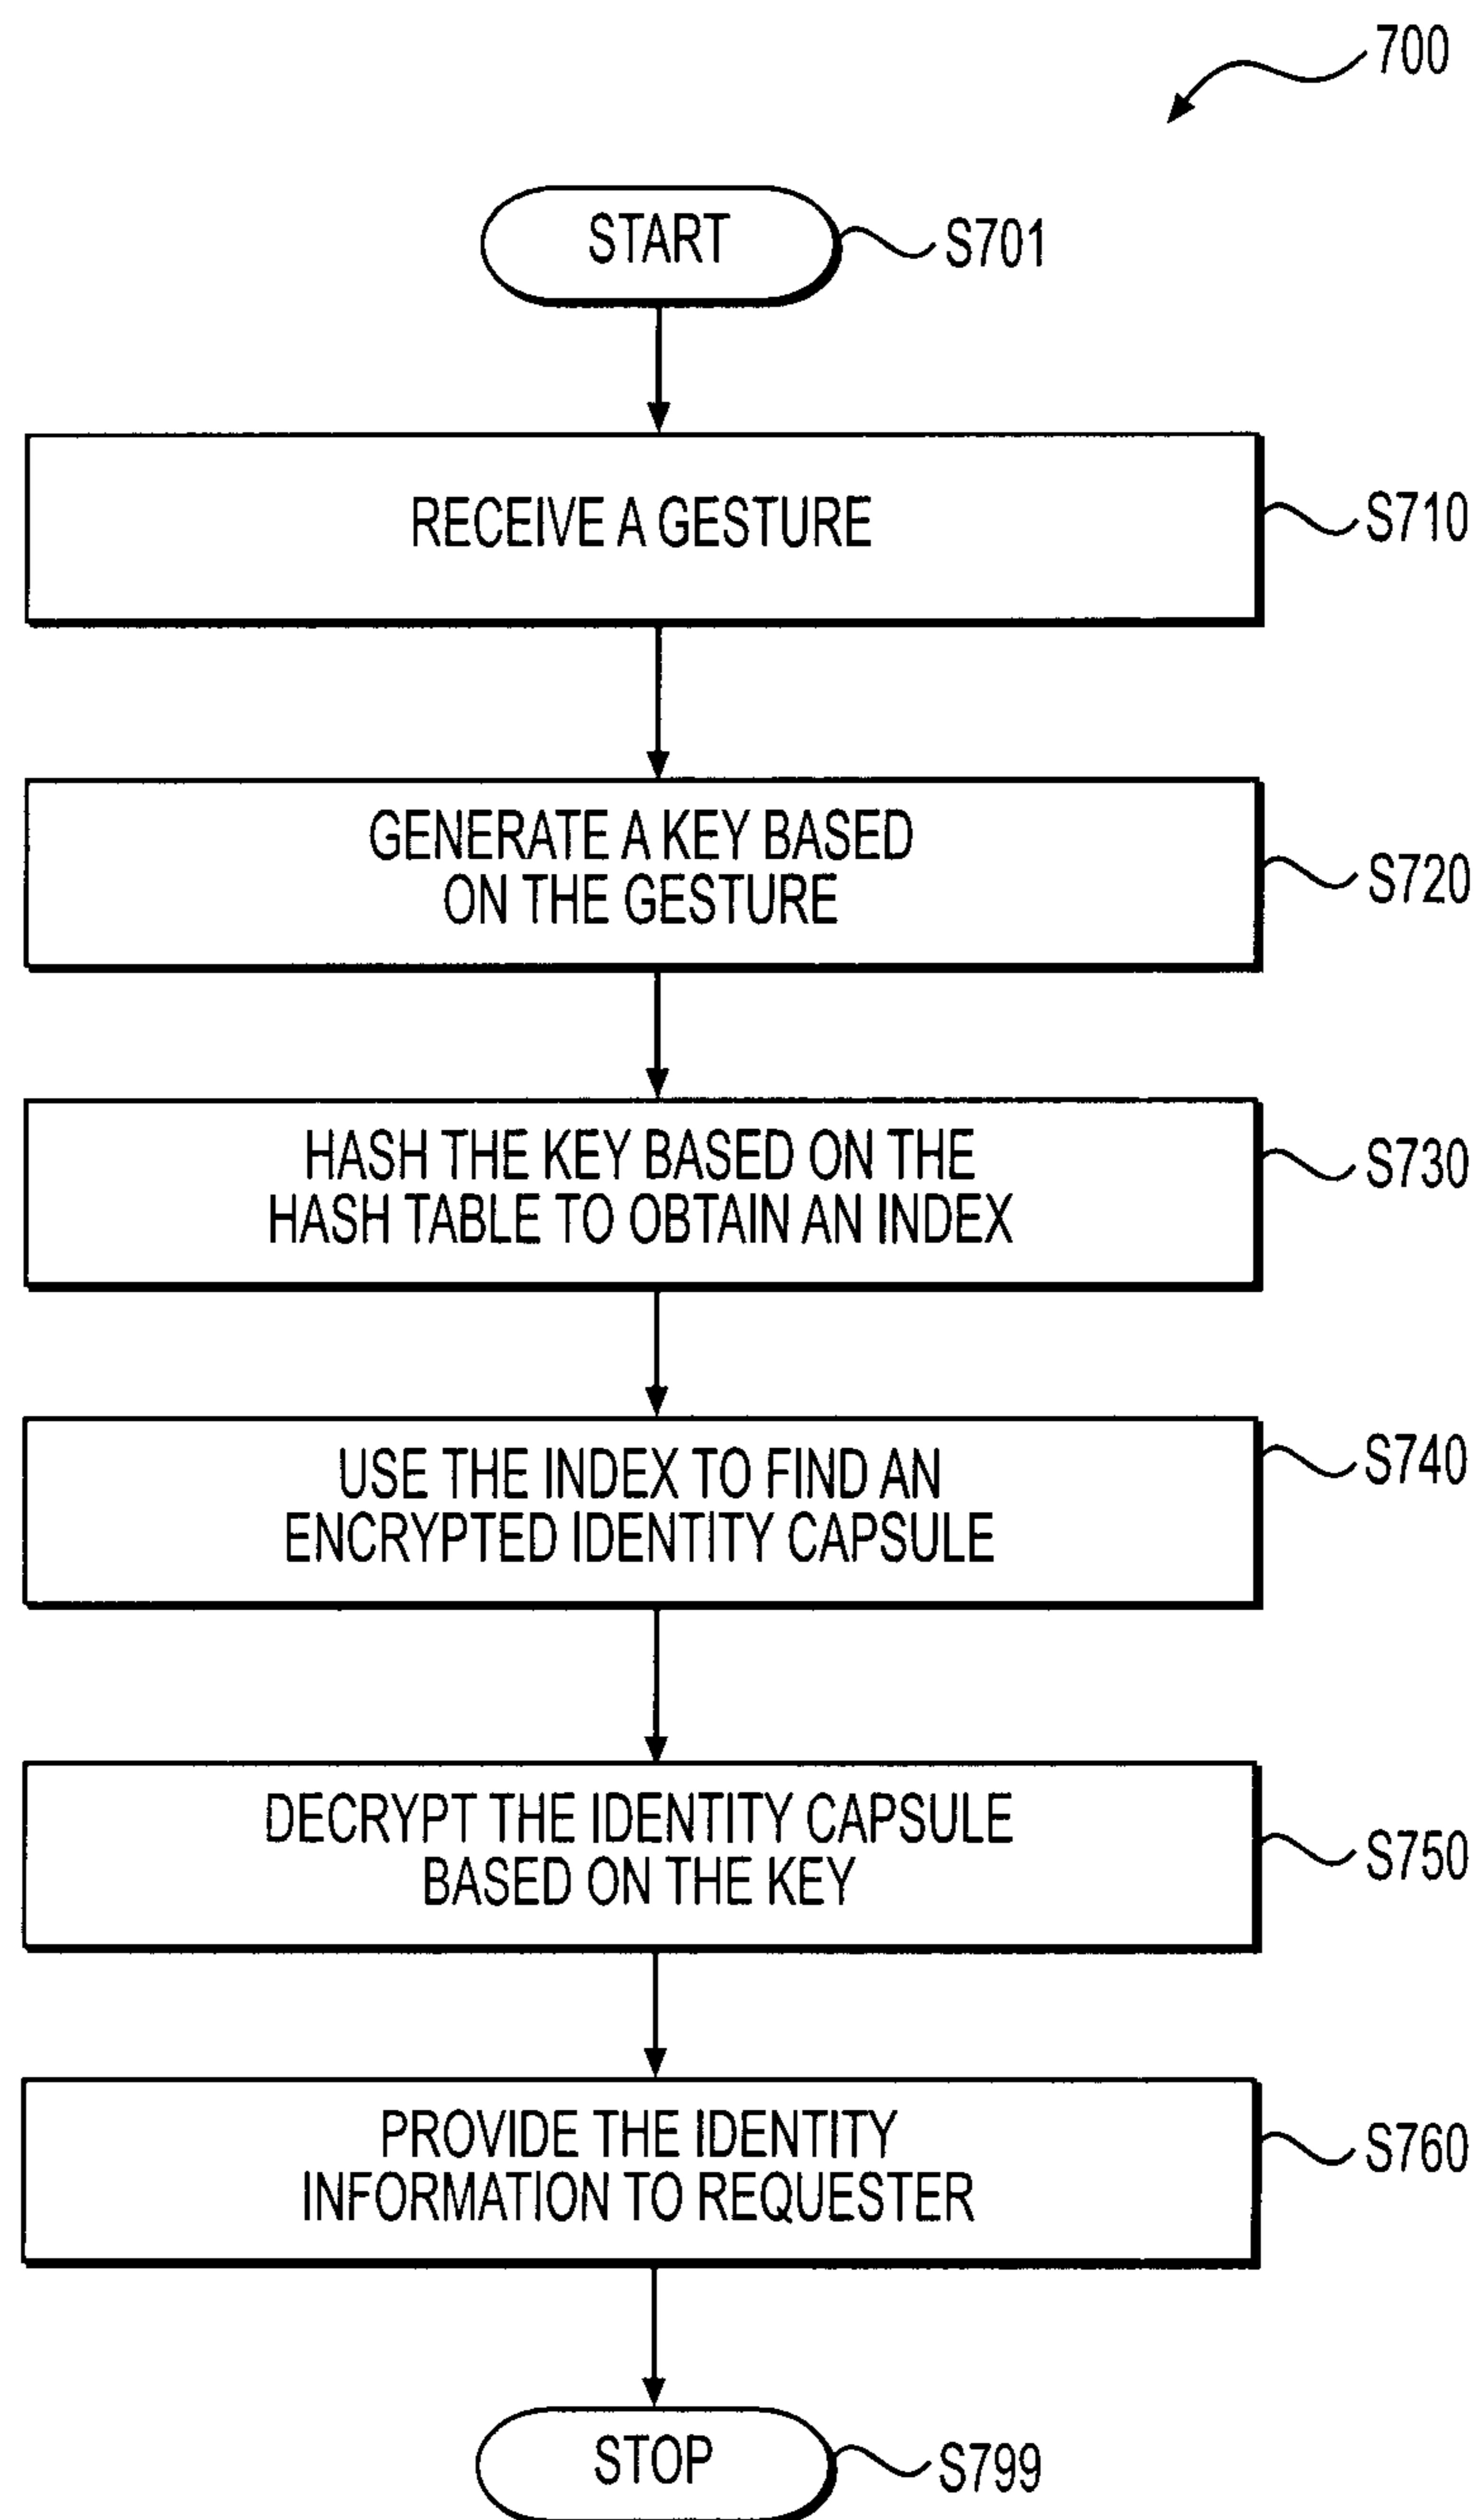 700
START
S701
RECEIVE A GESTURE
S710
GENERATE A KEY BASED
ON THE GESTURE
S720
HASH THE KEY BASED ON THE
HASH TABLE TO OBTAIN AN INDEX
S730
USE THE INDEX TO FIND AN
ENCRYPTED IDENTITY CAPSULE
S740
DECRYPT THE IDENTITY CAPSULE
BASED ON THE KEY
S750
PROVIDE THE IDENTITY
INFORMATION TO REQUESTER
S760
STOP
S799